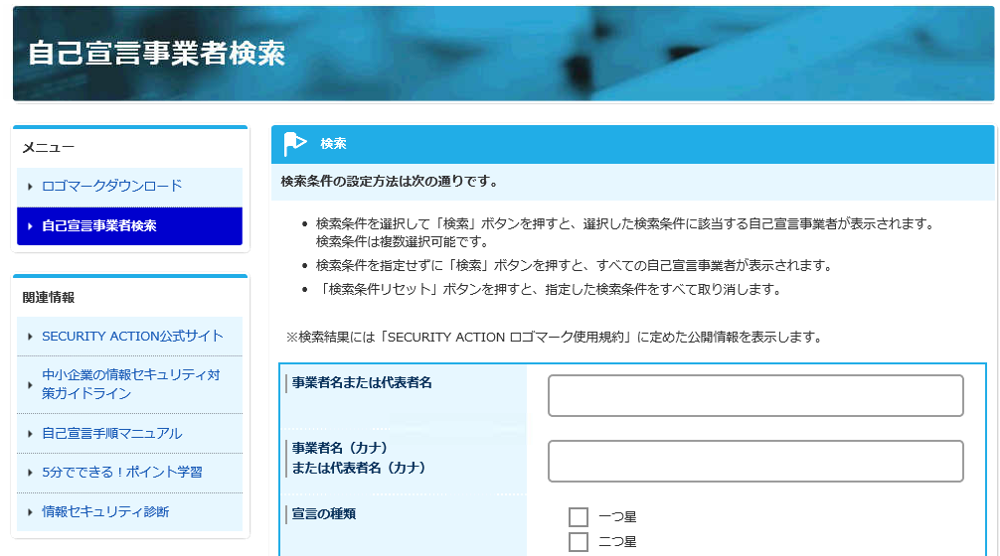 自己宣言事業者検索
メニュー
ロゴマークダウンロード
自己宣言事業者検索
関連情報
SECURITY ACTION公式サイト
中小企業の情報セキュリティ対
策ガイドライン
自己宣言手順マニュアル
5分でできる！ポイント学習
情報セキュリティ診断
検索
検索条件の設定方法は次の通りです。
検索条件を選択して「検索」ボタンを押すと、選択した検索条件に該当する自己宣言事業者が表示されます。
検索条件は複数選択可能です。
検索条件を指定せずに「検索」ボタンを押すと、すべての自己宣言事業者が表示されます。
「検索条件リセット」ボタンを押すと、指定した検索条件をすべて取り消します。
※検索結果には「SECURITY ACTION ロゴマーク使用規約」に定めた公開情報を表示します。
事業者名または代表者名
事業者名（カナ）
または代表者名（カナ）
宣言の種類
一つ星
二つ星